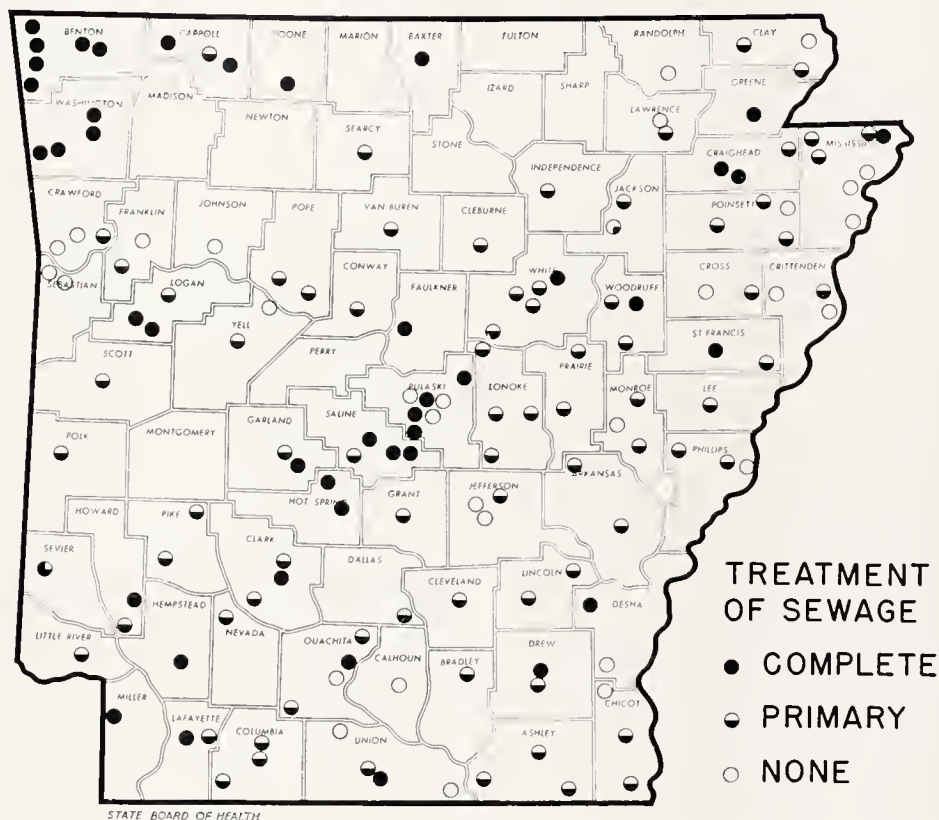 BENTON
CARROLL
BOONE
MARION
BAXTER
FULTON
RANDOLPH
CLAY
IZARD
SHARP
GREENE
MADISON
WASHINGTON
NEWTON
SEARCY
STONE
LAWRENCE
INDEPENDENCE
CRAIGHEAD
CRAWFORD
FRANKLIN
JOHNSON
POPE
VAN BUREN
CLEBURNE
JACKSON
POINSETT
SEBASTIAN
LOGAN
CONWAY
FAULKNER
WHITE
WOODRUFF
CROSS
CRITTENDEN
YELL
ST FRANCIS
SCOTT
PERRY
PRAIRIE
PULASKI
LONOKE
MONROE
LEE
POLK
MONTGOMERY
GARLAND
SALINE
PHILLIPS
HOT SPRING
GRANT
JEFFERSON
ARKANSAS
HOWARD
PIKE
CLARK
SEVIER
DALLAS
CLEVELAND
LINCOLN
HEMPSTEAD
DESHA
LITTLE RIVER
NEVADA
OUACHITA
CALHOUN
BRADLEY
DREW
MILLER
LAFAYETTE
COLUMBIA
UNION
ASHLEY
CHICOT
TREATMENT
OF SEWAGE
COMPLETE
PRIMARY
NONE
STATE BOARD OF HEALTH